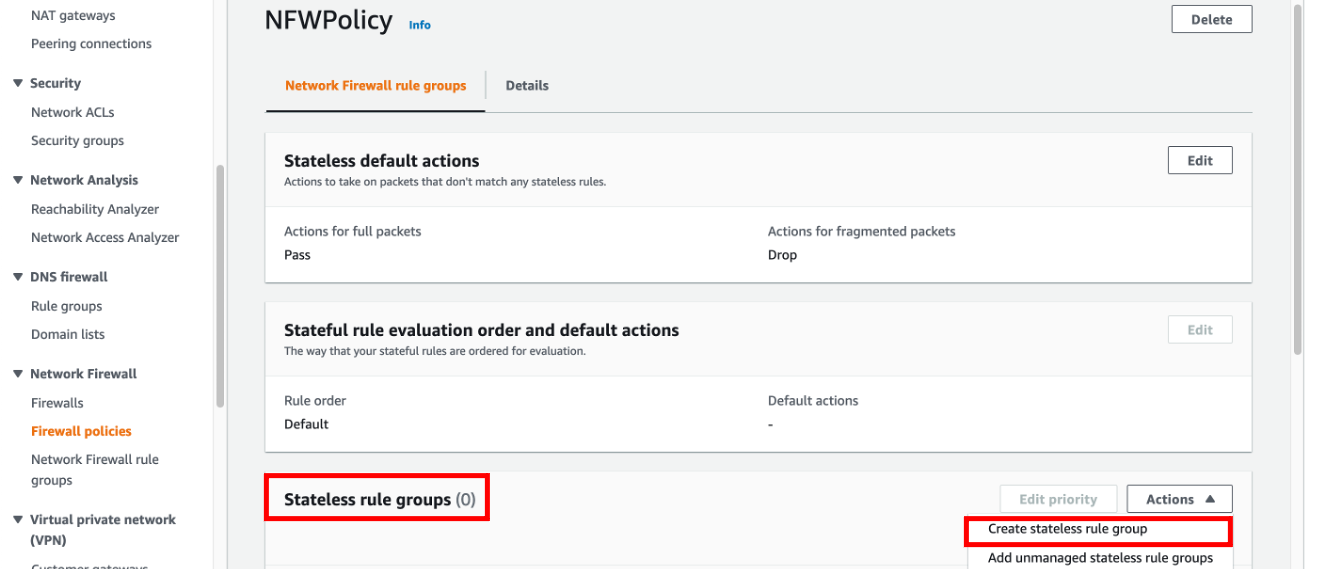 NAT gateways
Peering connections
Security
Network ACLs
Security groups
Network Analysis
Reachability Analyzer
Network Access Analyzer
DNS firewall
Rule groups
Domain lists
Network Firewall
Firewalls
Firewall policies
Network Firewall rule
groups
Virtual private network
(VPN)
Customer gateways
NFWPolicy Info
Delete
Network Firewall rule groups Details
Stateless default actions
Edit
Actions to take on packets that don't match any stateless rules.
Actions for full packets
Pass
Actions for fragmented packets
Drop
Stateful rule evaluation order and default actions
Edit
The way that your stateful rules are ordered for evaluation.
Rule order
Default
Default actions
-
Stateless rule groups (0)
Edit priority
Actions
Create stateless rule group
Add unmanaged stateless rule groups